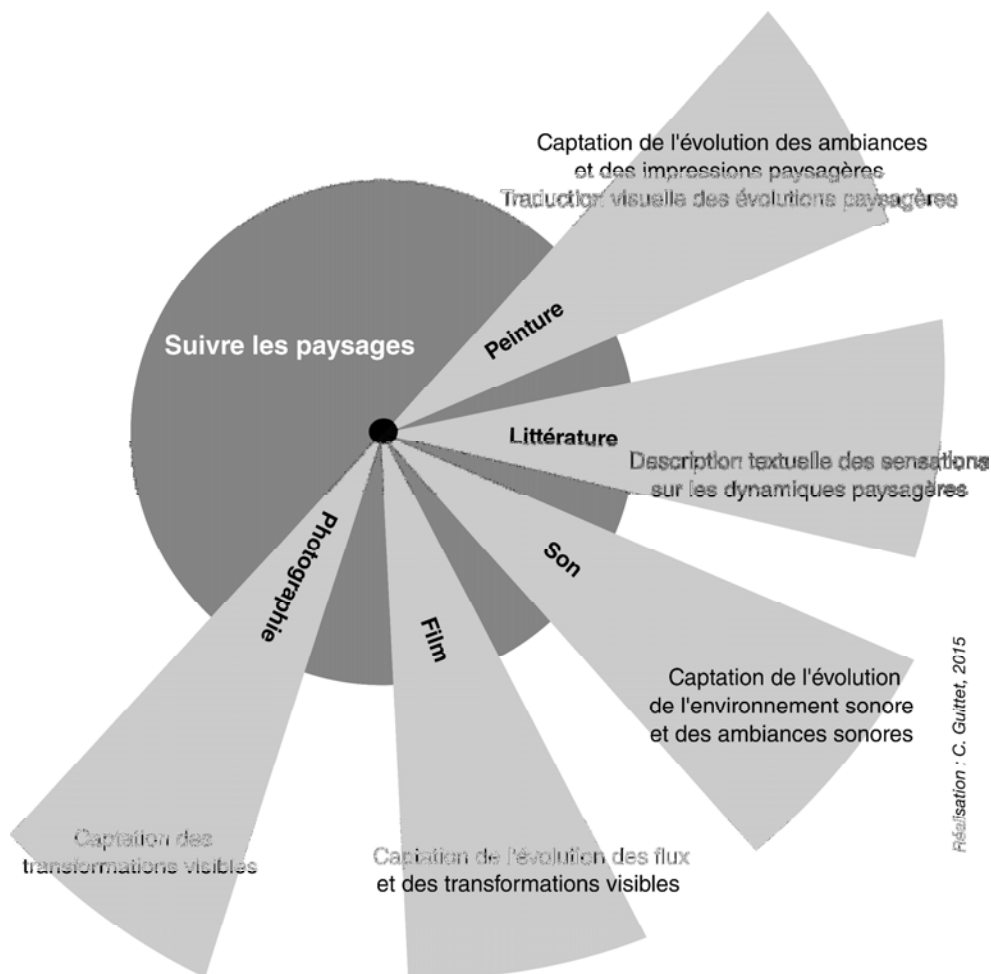 Captation de l'évolution des ambiances
et des impressions paysagères
Traduction visuelle des évolutions paysagères
Peinture
Suivre les paysages
Littérature
Description textuelle des sensations
sur les dynamiques paysagères
Son
Captation de l'évolution
de l'environnement sonore
et des ambiances sonores
Film
Captation de l'évolution des flux
et des transformations visibles
Photographie
Captation des
transformations visibles
Réalisation : C. Guittet, 2015